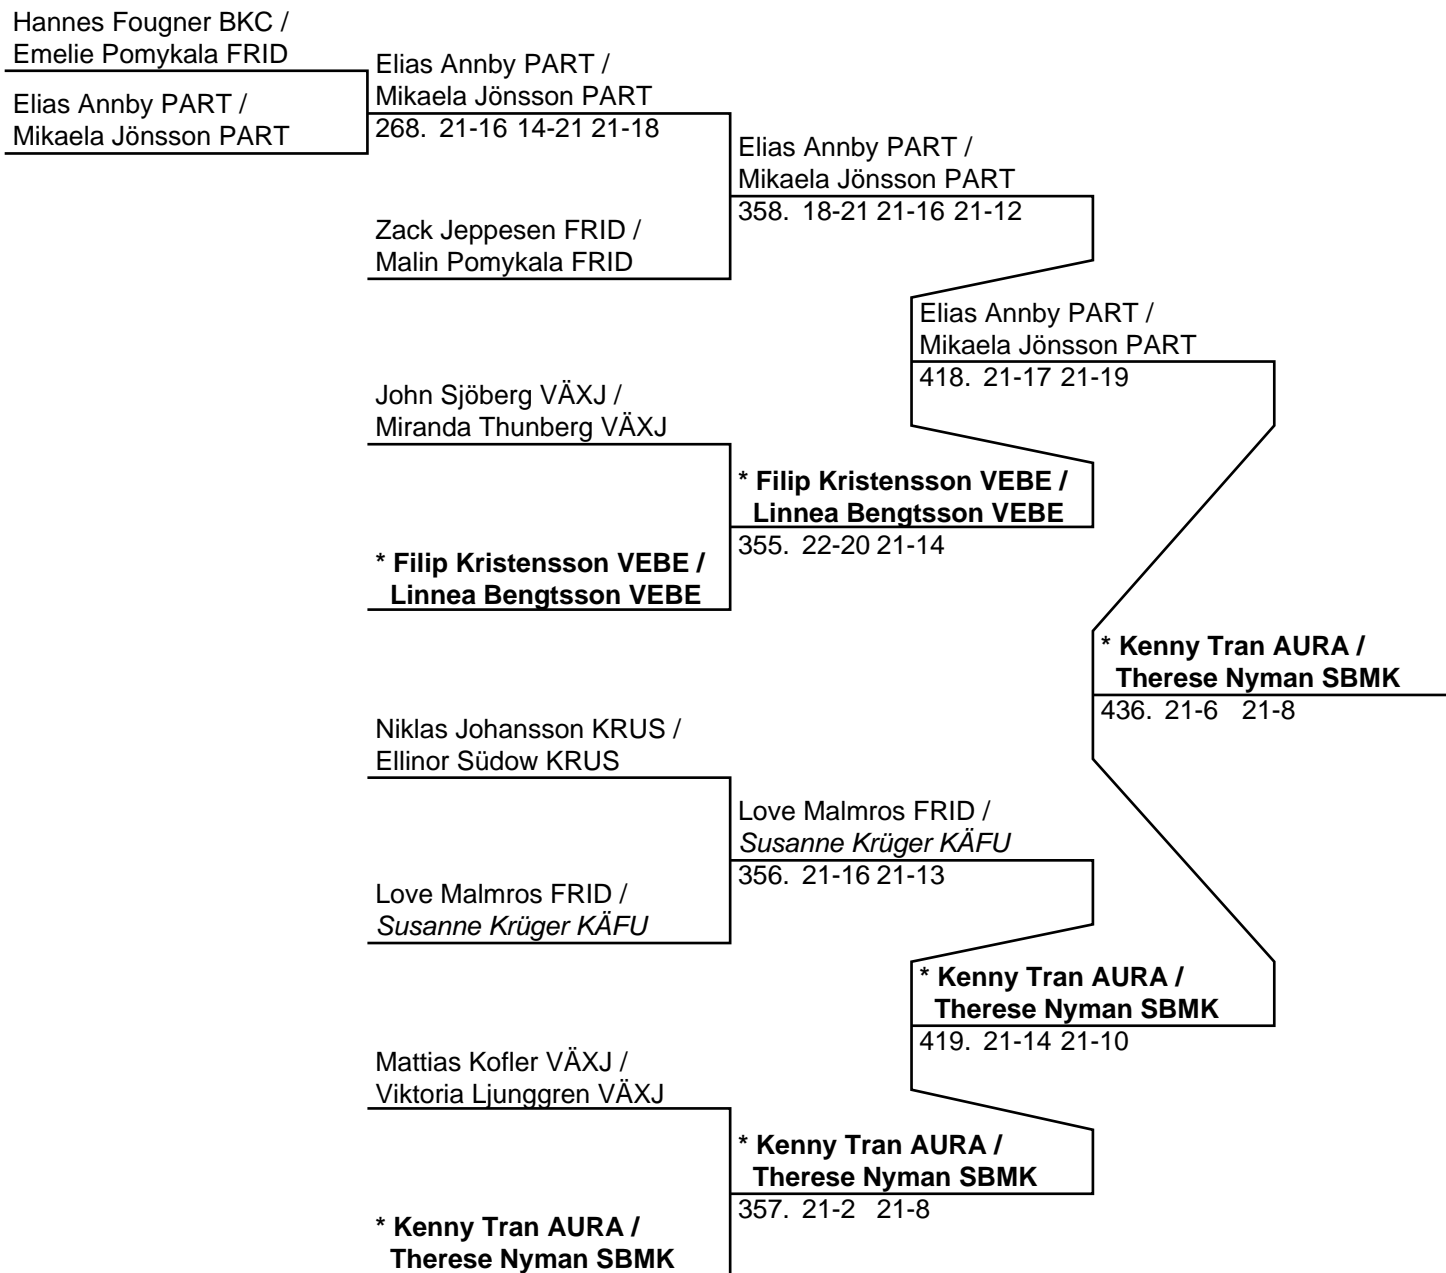 Hannes Fougner BKC /
Emelie Pomykala FRID
Elias Annby PART /
Mikaela Jönsson PART
Elias Annby PART /
Mikaela Jönsson PART
268. 21-16 14-21 21-18
Zack Jeppesen FRID /
Malin Pomykala FRID
Elias Annby PART /
Mikaela Jönsson PART
358. 18-21 21-16 21-12
John Sjöberg VÄXJ /
Miranda Thunberg VÄXJ
* Filip Kristensson VEBE /
Linnea Bengtsson VEBE
* Filip Kristensson VEBE /
Linnea Bengtsson VEBE
355. 22-20 21-14
Elias Annby PART /
Mikaela Jönsson PART
418. 21-17 21-19
Niklas Johansson KRUS /
Ellinor Südow KRUS
Love Malmros FRID /
Susanne Krüger KÄFU
Love Malmros FRID /
Susanne Krüger KÄFU
356. 21-16 21-13
Mattias Kofler VÄXJ /
Viktoria Ljunggren VÄXJ
* Kenny Tran AURA /
Therese Nyman SBMK
* Kenny Tran AURA /
Therese Nyman SBMK
357. 21-2 21-8
* Kenny Tran AURA /
Therese Nyman SBMK
419. 21-14 21-10
* Kenny Tran AURA /
Therese Nyman SBMK
436. 21-6 21-8